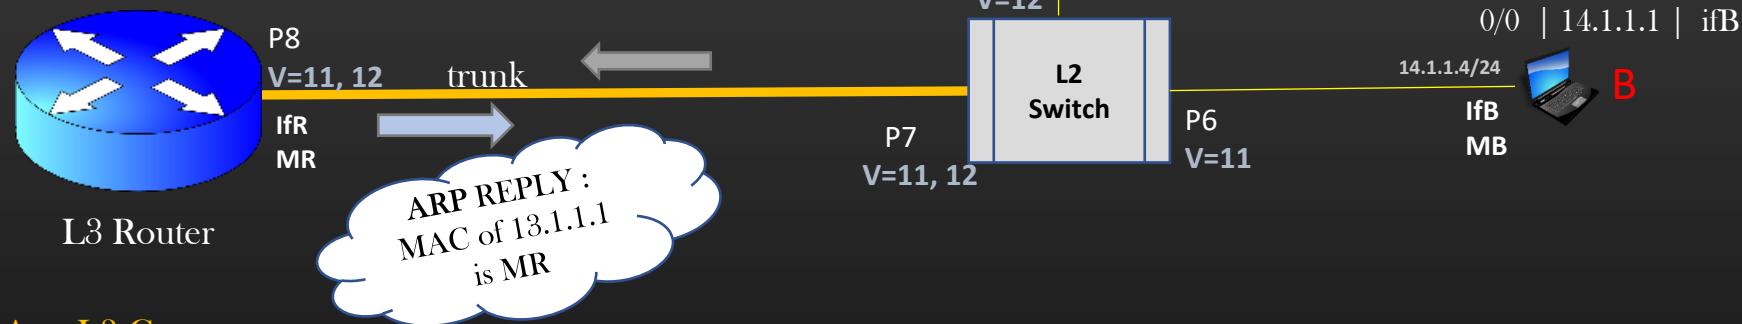 V=12
0/0 | 14.1.1.1 | ifB
P8
V=11, 12
trunk
L2
Switch
14.1.1.4/24
B
IfR
MR
P7
V=11, 12
P6
V=11
IfB
MB
ARP REPLY :
MAC of 13.1.1.1
is MR
L3 Router